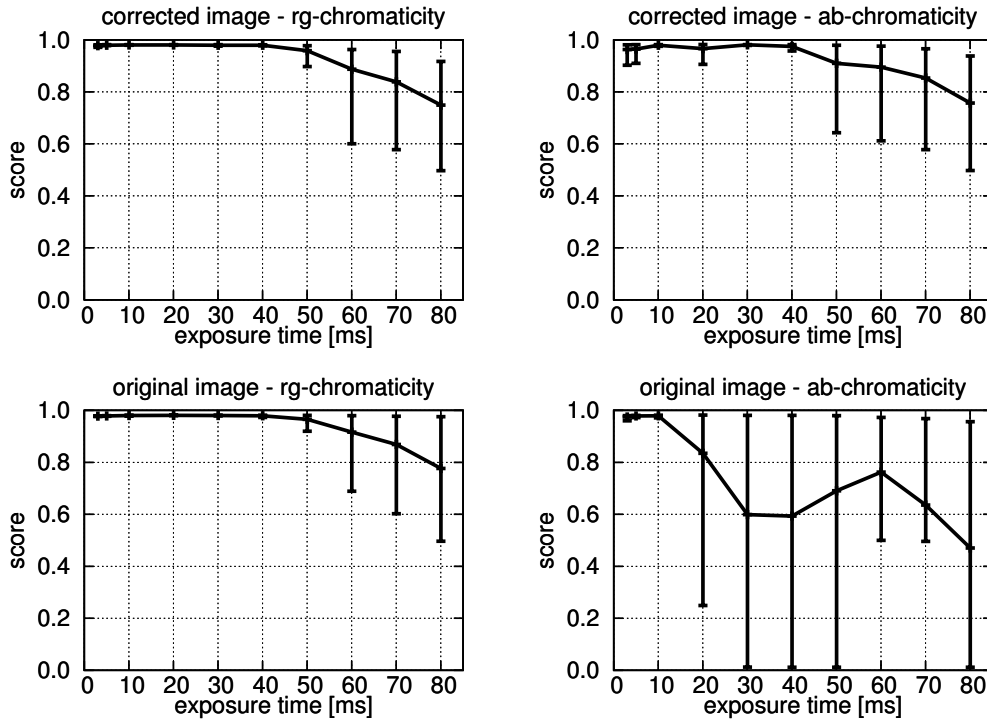 corrected image - rg-chromaticity
1.0
0.8
0.6
0.4
0.2
0.0
score
0 10 20 30 40 50 60 70 80
exposure time [ms]
corrected image - ab-chromaticity
1.0
0.8
0.6
0.4
0.2
0.0
score
0 10 20 30 40 50 60 70 80
exposure time [ms]
original image - rg-chromaticity
1.0
0.8
0.6
0.4
0.2
0.0
score
0 10 20 30 40 50 60 70 80
exposure time [ms]
original image - ab-chromaticity
1.0
0.8
0.6
0.4
0.2
0.0
score
0 10 20 30 40 50 60 70 80
exposure time [ms]